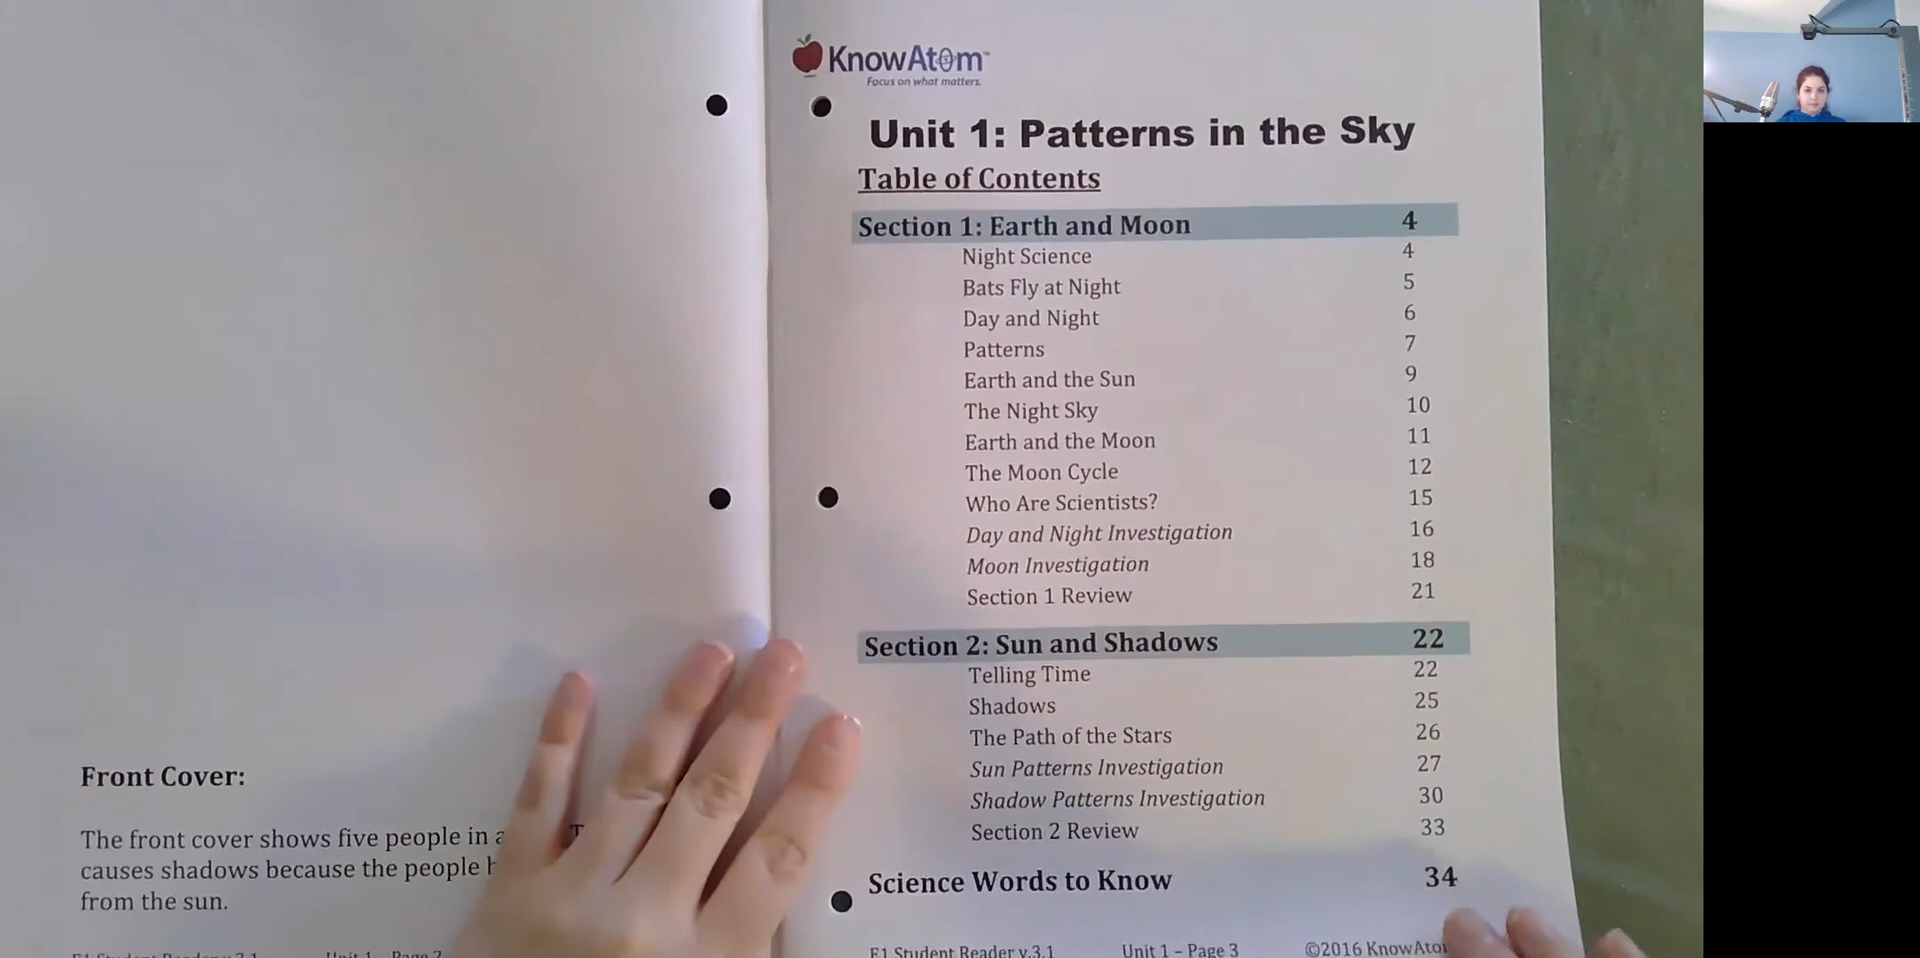 Front Cover:
The front cover shows five people in a
causes shadows because the people
from the sun.
KnowAtom
Focus on what matters.
Unit 1: Patterns in the Sky
Table of Contents
Section 1: Earth and Moon 4
Night Science 4
Bats Fly at Night 5
Day and Night 6
Patterns 7
Earth and the Sun 9
The Night Sky 10
Earth and the Moon 11
The Moon Cycle 12
Who Are Scientists? 15
Day and Night Investigation 16
Moon Investigation 18
Section 1 Review 21
Section 2: Sun and Shadows 22
Telling Time 22
Shadows 25
The Path of the Stars 26
Sun Patterns Investigation 27
Shadow Patterns Investigation 30
Section 2 Review 33
Science Words to Know 34
E1 Student Reader v.3.1 Unit 1 – Page 3 ©2016 KnowAto